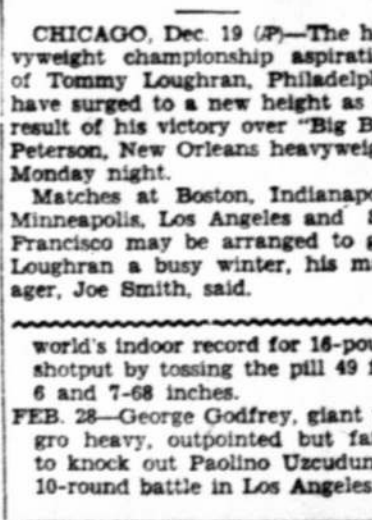 CHICAGO, Dec. 19 (AP)—The h
vyweight championship aspirati
of Tommy Loughran, Philadelph
have surged to a new height as
result of his victory over "Big B
Peterson, New Orleans heavyweig
Monday night.
Matches at Boston, Indianapo
Minneapolis, Los Angeles and S
Francisco may be arranged to g
Loughran a busy winter, his m
ager, Joe Smith, said.
world's indoor record for 16-pou
shotput by tossing the pill 49 f
6 and 7-68 inches.
FEB. 28—George Godfrey, giant
gro heavy, outpointed but fai
to knock out Paolino Uzcudun
10-round battle in Los Angeles